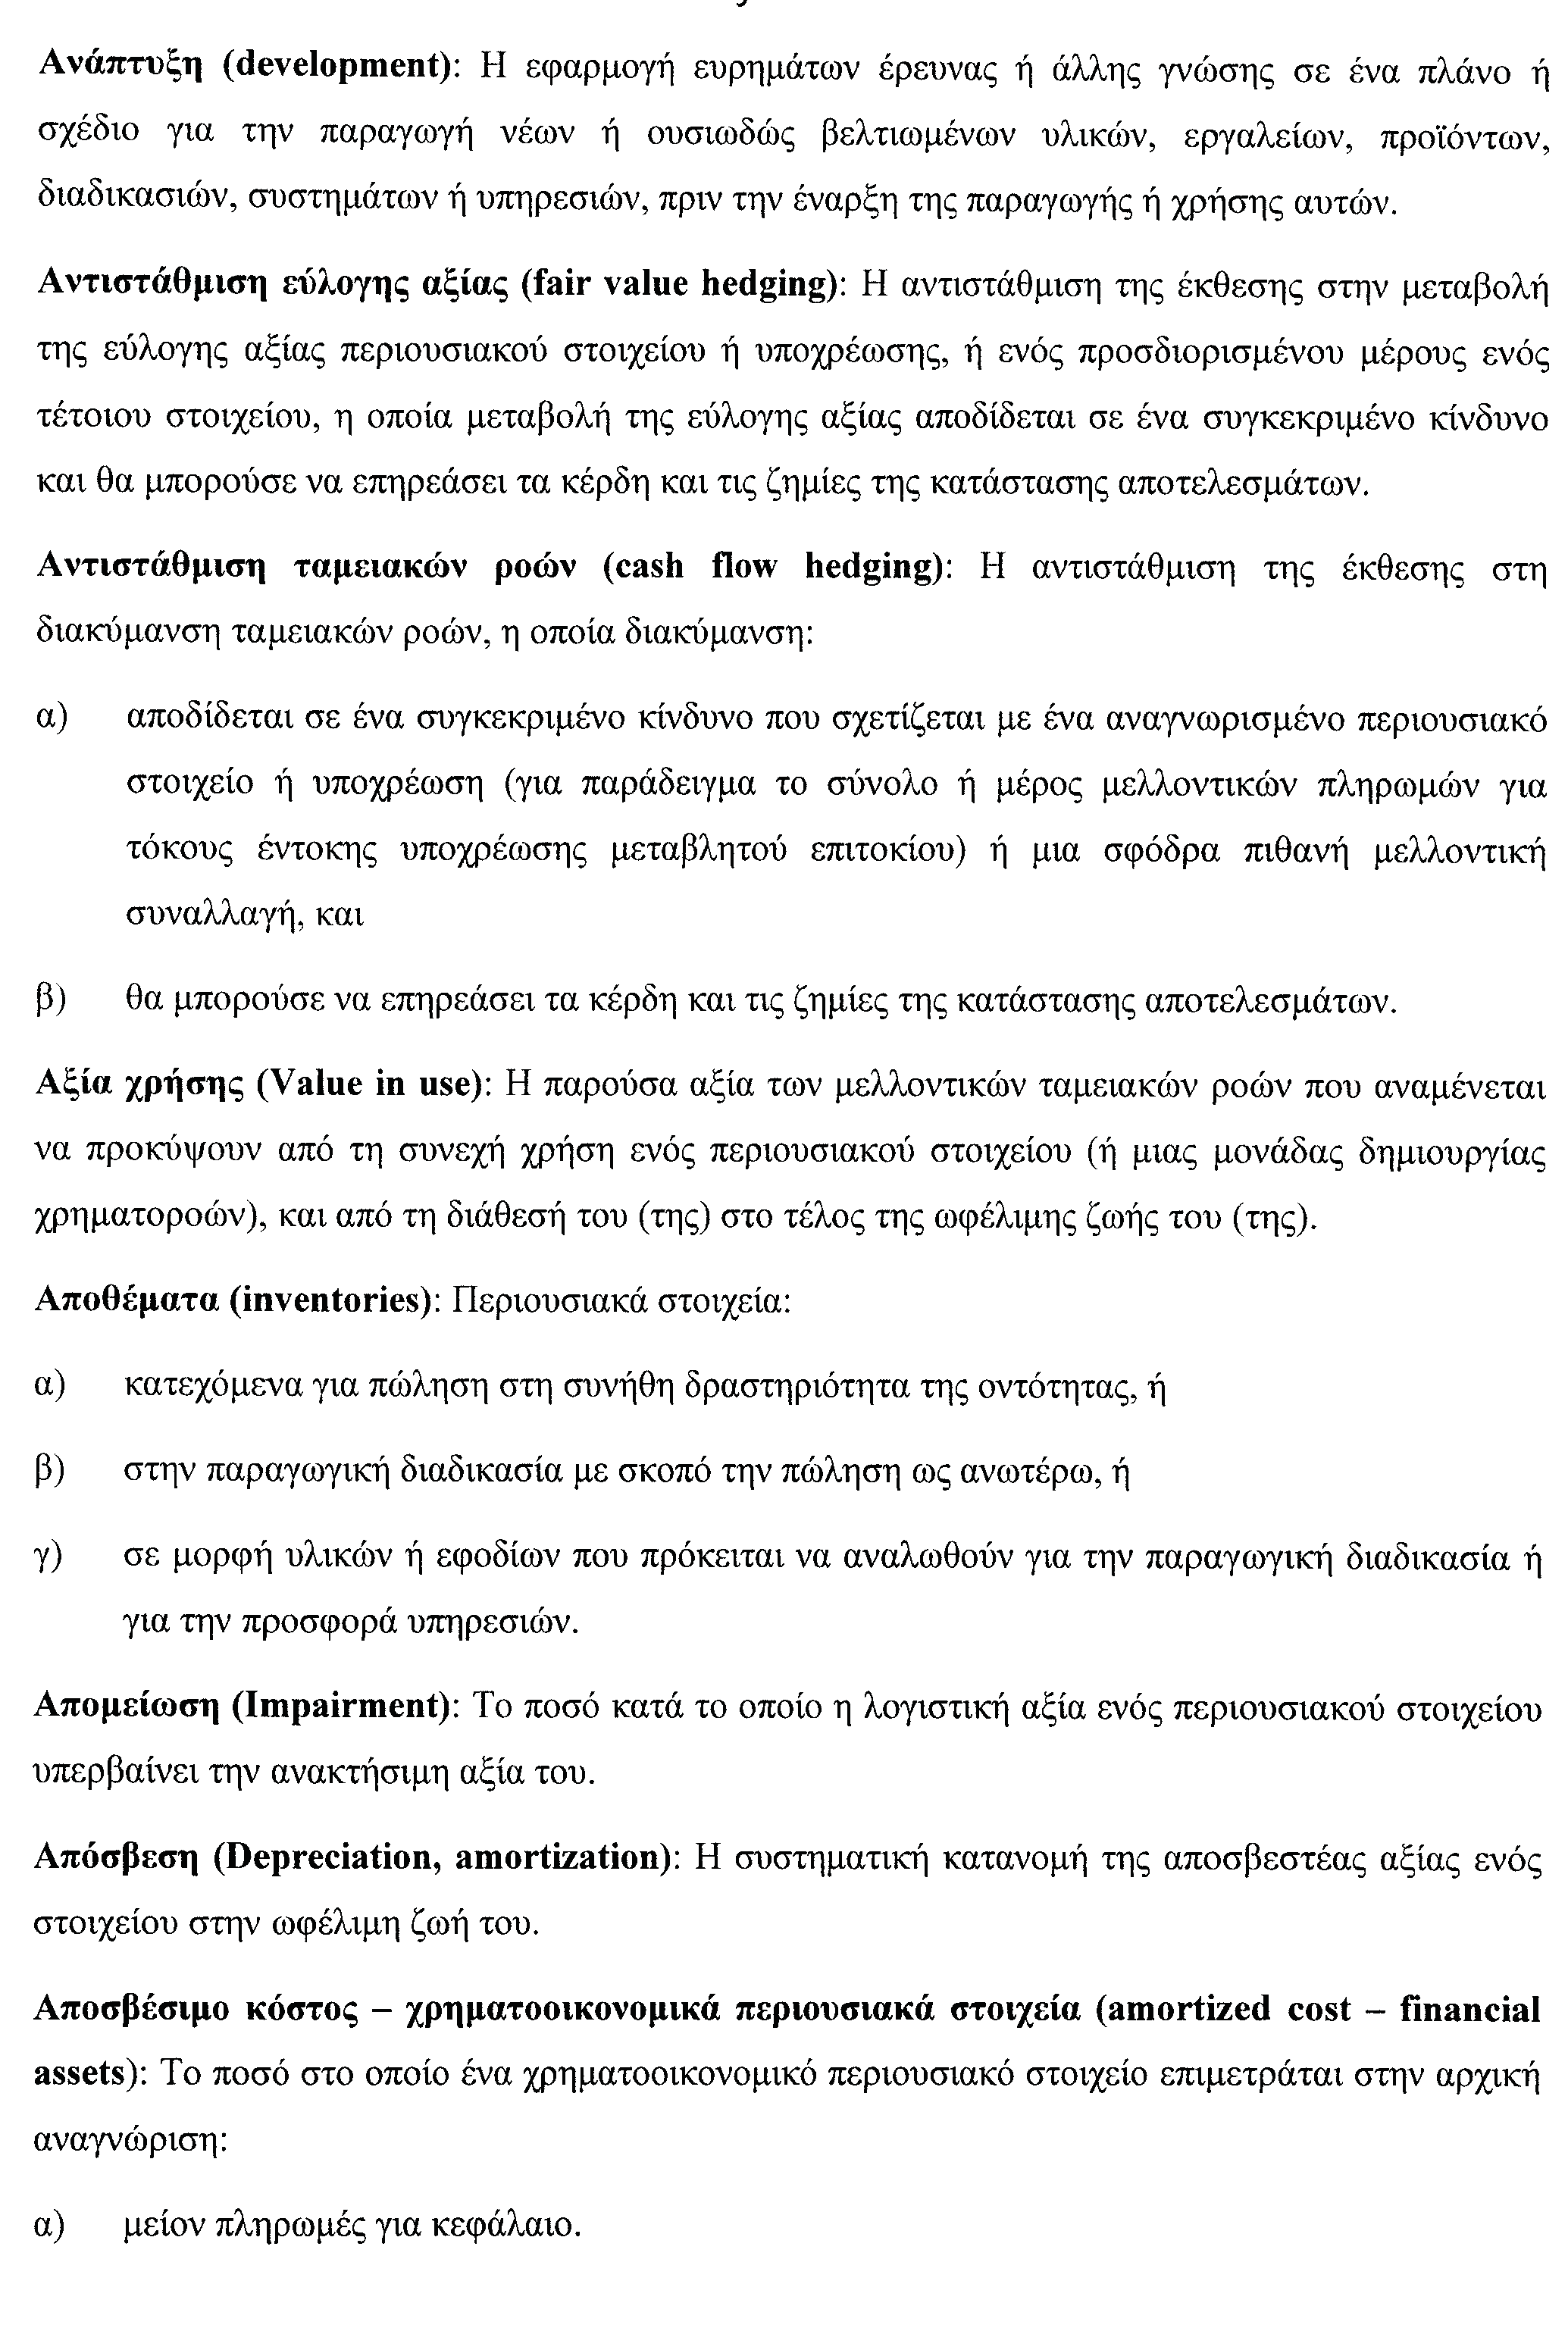 Ανάπτυξη (development): Η εφαρμογή ευρημάτων έρευνας ή άλλης γνώσης σε ένα πλάνο ή
σχέδιο για την παραγωγή νέων ή ουσιωδώς βελτιωμένων υλικών, εργαλείων, προϊόντων,
διαδικασιών, συστημάτων ή υπηρεσιών, πριν την έναρξη της παραγωγής ή χρήσης αυτών.
Αντιστάθμιση εύλογης αξίας (fair value hedging): Η αντιστάθμιση της έκθεσης στην μεταβολή
της εύλογης αξίας περιουσιακού στοιχείου ή υποχρέωσης, ή ενός προσδιορισμένου μέρους ενός
τέτοιου στοιχείου, η οποία μεταβολή της εύλογης αξίας αποδίδεται σε ένα συγκεκριμένο κίνδυνο
και θα μπορούσε να επηρεάσει τα κέρδη και τις ζημίες της κατάστασης αποτελεσμάτων.
Αντιστάθμιση ταμειακών ροών (cash flow hedging): Η αντιστάθμιση της έκθεσης στη
διακύμανση ταμειακών ροών, η οποία διακύμανση:
α) αποδίδεται σε ένα συγκεκριμένο κίνδυνο που σχετίζεται με ένα αναγνωρισμένο περιουσιακό
στοιχείο ή υποχρέωση (για παράδειγμα το σύνολο ή μέρος μελλοντικών πληρωμών για
τόκους έντοκης υποχρέωσης μεταβλητού επιτοκίου) ή μια σφόδρα πιθανή μελλοντική
συναλλαγή, και
β) θα μπορούσε να επηρεάσει τα κέρδη και τις ζημίες της κατάστασης αποτελεσμάτων.
Αξία χρήσης (Value in use): Η παρούσα αξία των μελλοντικών ταμειακών ροών που αναμένεται
να προκύψουν από τη συνεχή χρήση ενός περιουσιακού στοιχείου (ή μιας μονάδας δημιουργίας
χρηματοροών), και από τη διάθεσή του (της) στο τέλος της ωφέλιμης ζωής του (της).
Αποθέματα (inventories): Περιουσιακά στοιχεία:
α) κατεχόμενα για πώληση στη συνήθη δραστηριότητα της οντότητας, ή
β) στην παραγωγική διαδικασία με σκοπό την πώληση ως ανωτέρω, ή
γ) σε μορφή υλικών ή εφοδίων που πρόκειται να αναλωθούν για την παραγωγική διαδικασία ή
για την προσφορά υπηρεσιών.
Απομείωση (Impairment): Το ποσό κατά το οποίο η λογιστική αξία ενός περιουσιακού στοιχείου
υπερβαίνει την ανακτήσιμη αξία του.
Απόσβεση (Depreciation, amortization): Η συστηματική κατανομή της αποσβεστέας αξίας ενός
στοιχείου στην ωφέλιμη ζωή του.
Αποσβέσιμο κόστος – χρηματοοικονομικά περιουσιακά στοιχεία (amortized cost – financial
assets): Το ποσό στο οποίο ένα χρηματοοικονομικό περιουσιακό στοιχείο επιμετράται στην αρχική
αναγνώριση:
α) μείον πληρωμές για κεφάλαιο.